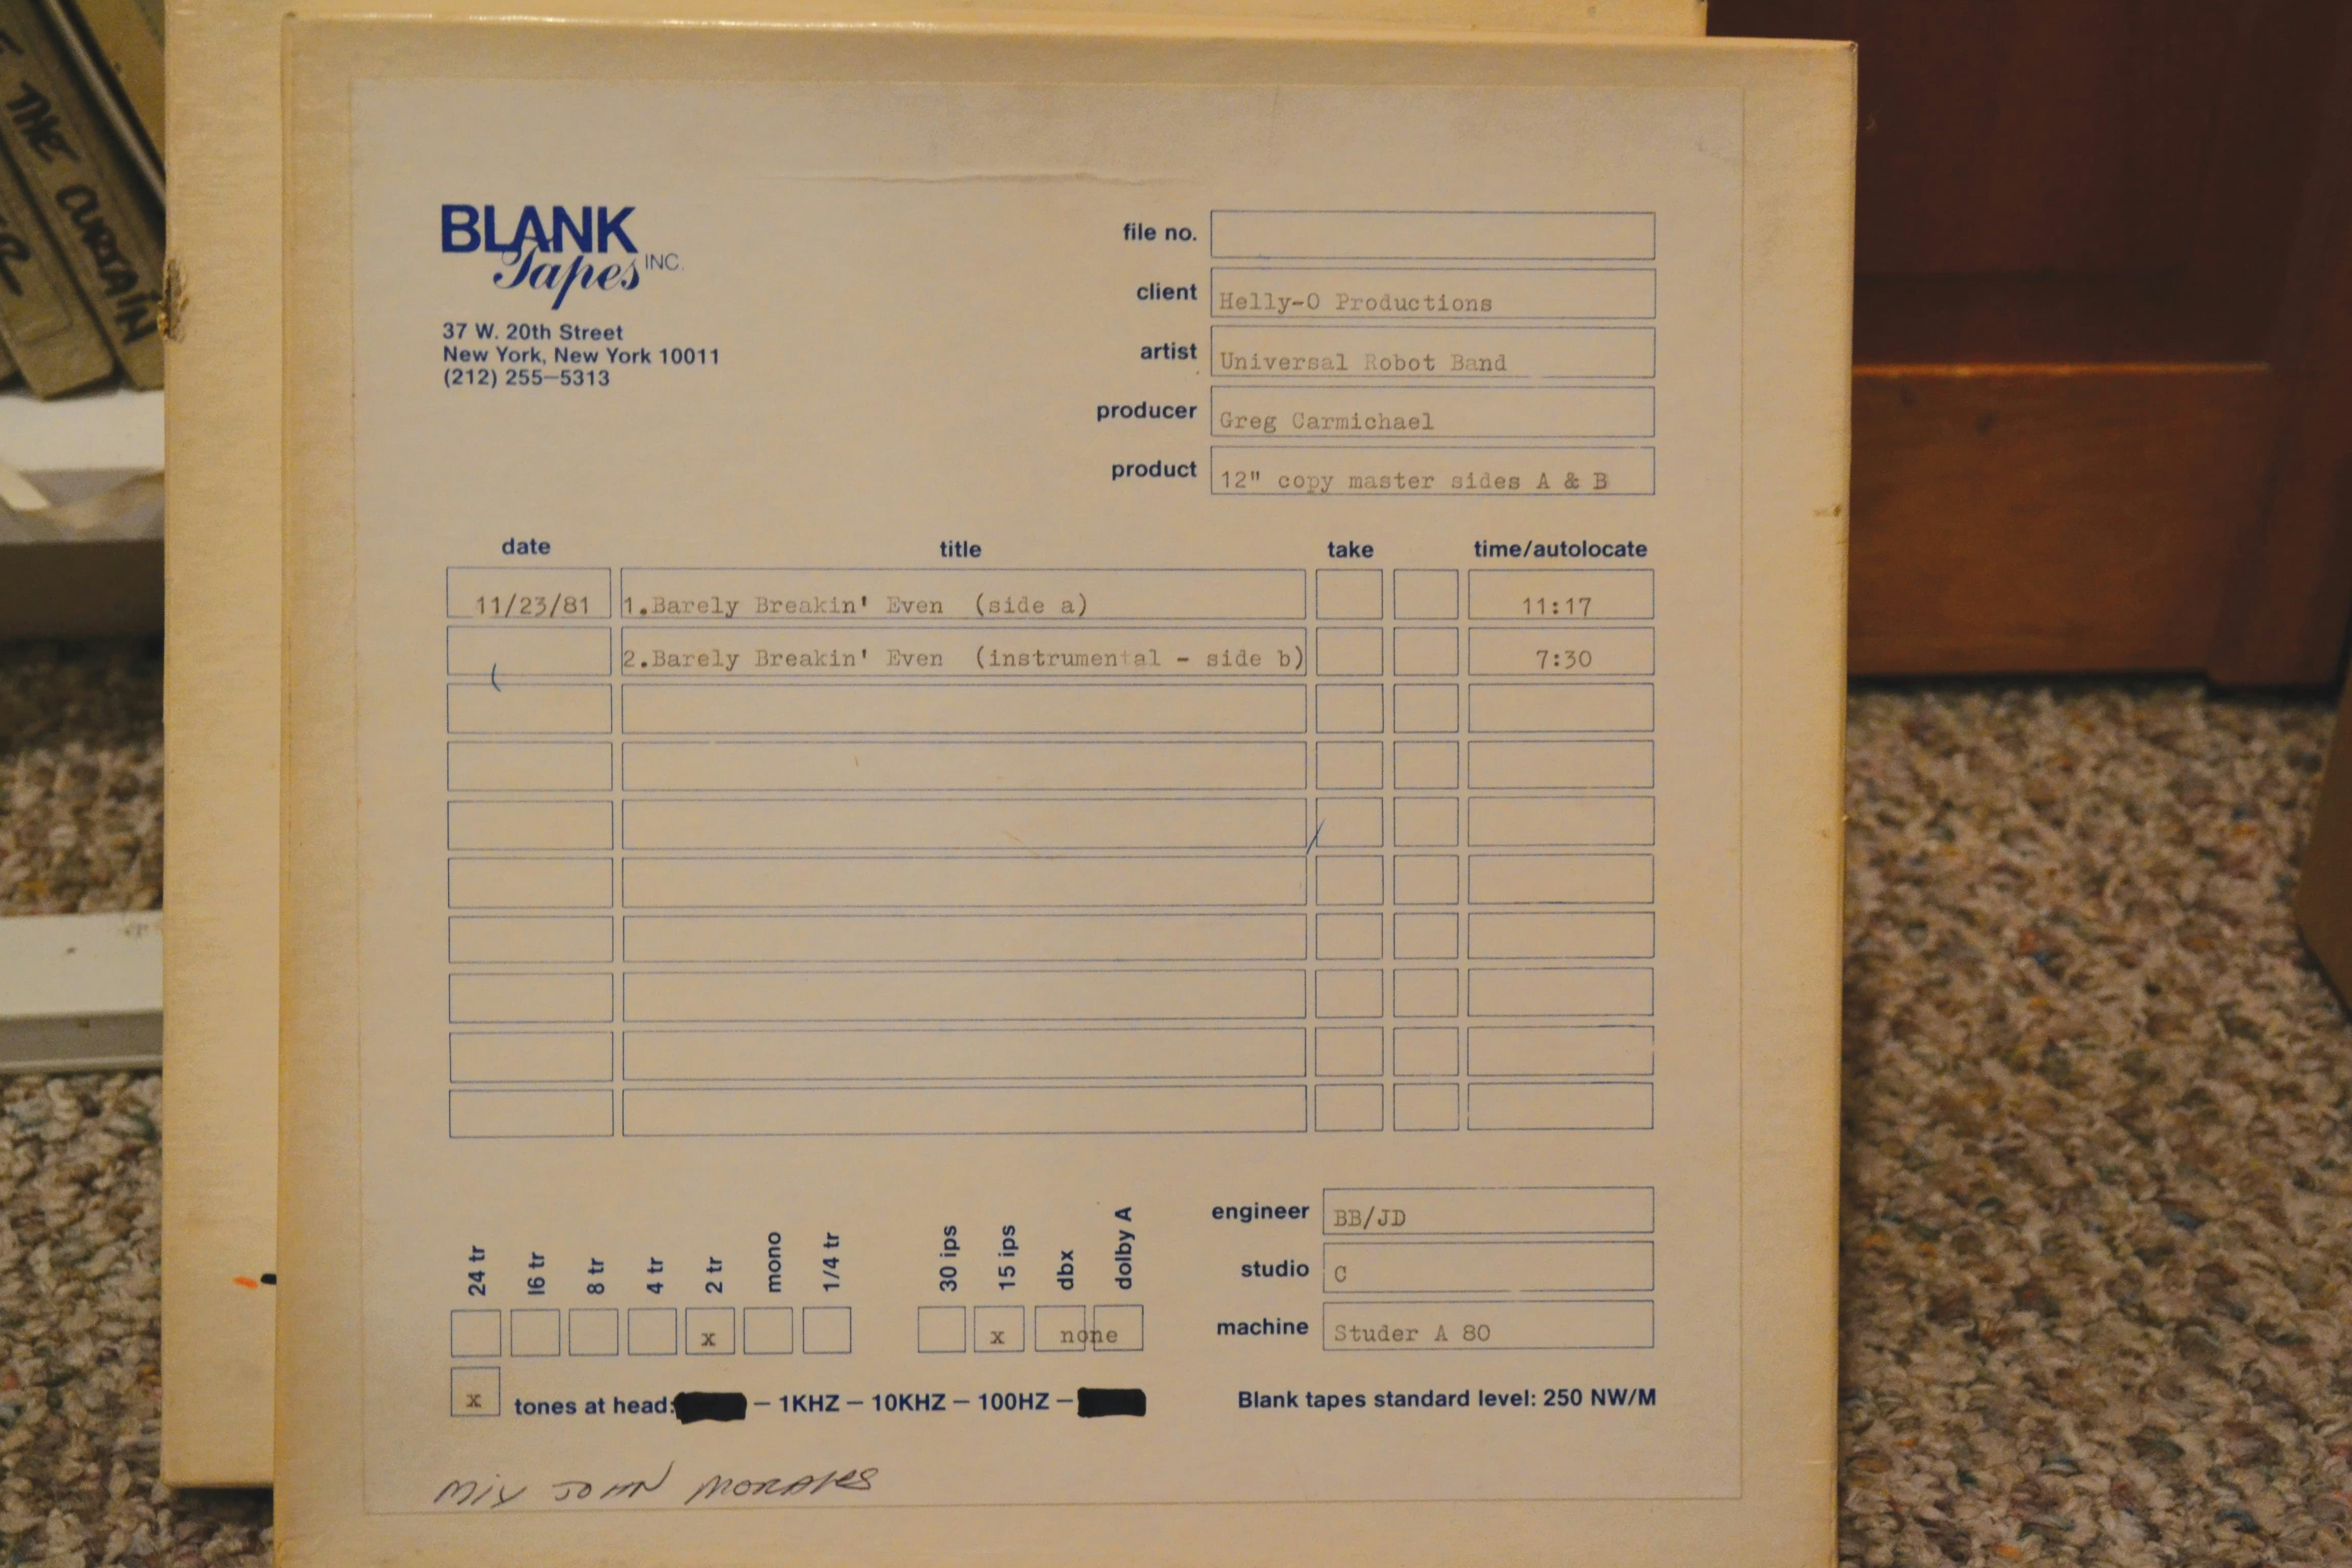 THE CURTAIN
BLANK
Tapes INC.
37 W. 20th Street
New York, New York 10011
(212) 255-5313
file no.
client Helly-O Productions
artist Universal Robot Band
producer Greg Carmichael
product 12" copy master sides A & B
date title take time/autolocate
11/23/81 1.Barely Breakin' Even (side a) 11:17
2.Barely Breakin' Even (instrumental - side b) 7:30
24 tr 16 tr 8 tr 4 tr 2 tr mono 1/4 tr 30 ips 15 ips dbx dolby A
x x none
engineer BB/JD
studio C
machine Studer A 80
x tones at head: — 1KHZ — 10KHZ — 100HZ —
Blank tapes standard level: 250 NW/M
MIX JOHN MORALES